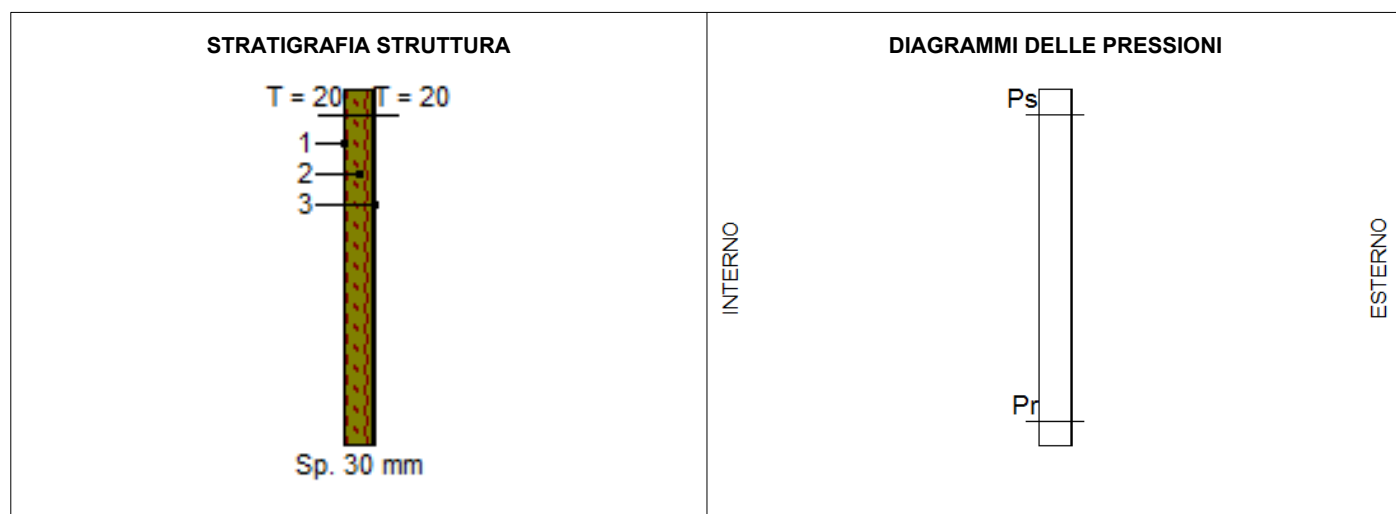 STRATIGRAFIA STRUTTURA
T = 20 T = 20
1
2
3
Sp. 30 mm
DIAGRAMMI DELLE PRESSIONI
Ps
Pr
INTERNO
ESTERNO